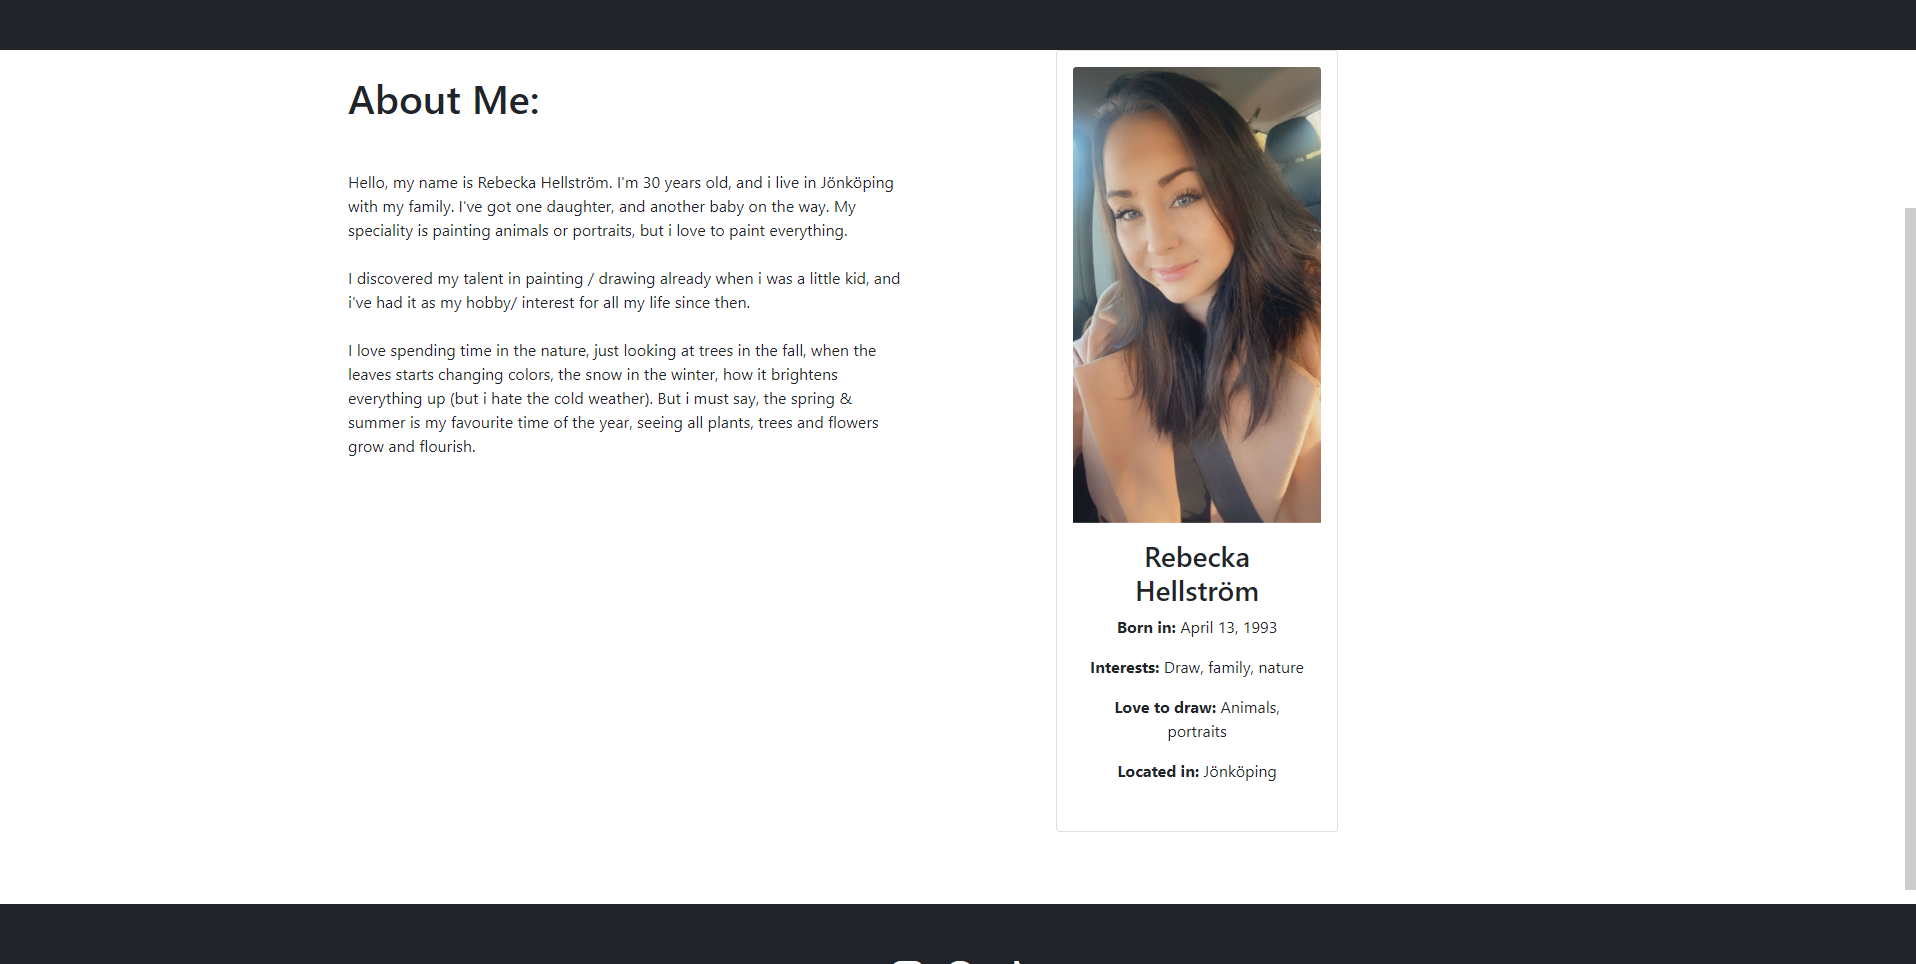 About Me:
Hello, my name is Rebecka Hellström. I'm 30 years old, and i live in Jönköping
with my family. I've got one daughter, and another baby on the way. My
speciality is painting animals or portraits, but i love to paint everything.
I discovered my talent in painting / drawing already when i was a little kid, and
i've had it as my hobby/ interest for all my life since then.
I love spending time in the nature, just looking at trees in the fall, when the
leaves starts changing colors, the snow in the winter, how it brightens
everything up (but i hate the cold weather). But i must say, the spring &
summer is my favourite time of the year, seeing all plants, trees and flowers
grow and flourish.
Rebecka
Hellström
Born in: April 13, 1993
Interests: Draw, family, nature
Love to draw: Animals,
portraits
Located in: Jönköping